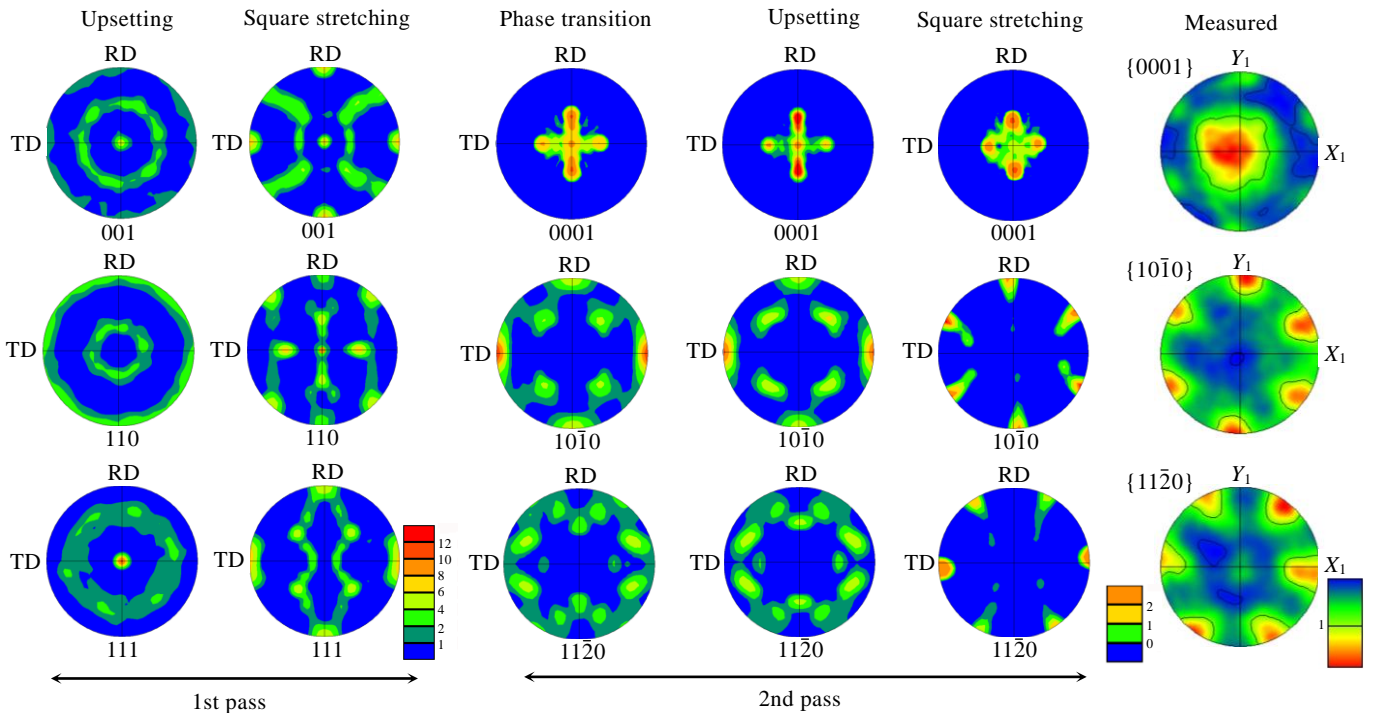 Upsetting Square stretching Phase transition Upsetting Square stretching Measured
RD RD RD RD RD {0001} Y1
TD TD TD TD TD X1
001 001 0001 0001 0001
RD RD RD RD RD {101̄0} Y1
TD TD TD TD TD X1
110 110 101̄0 101̄0 101̄0
RD RD RD RD RD {112̄0} Y1
TD TD TD TD TD X1
12
10
8
6
4
2
1
2
1
0
1
111 111 112̄0 112̄0 112̄0
1st pass 2nd pass